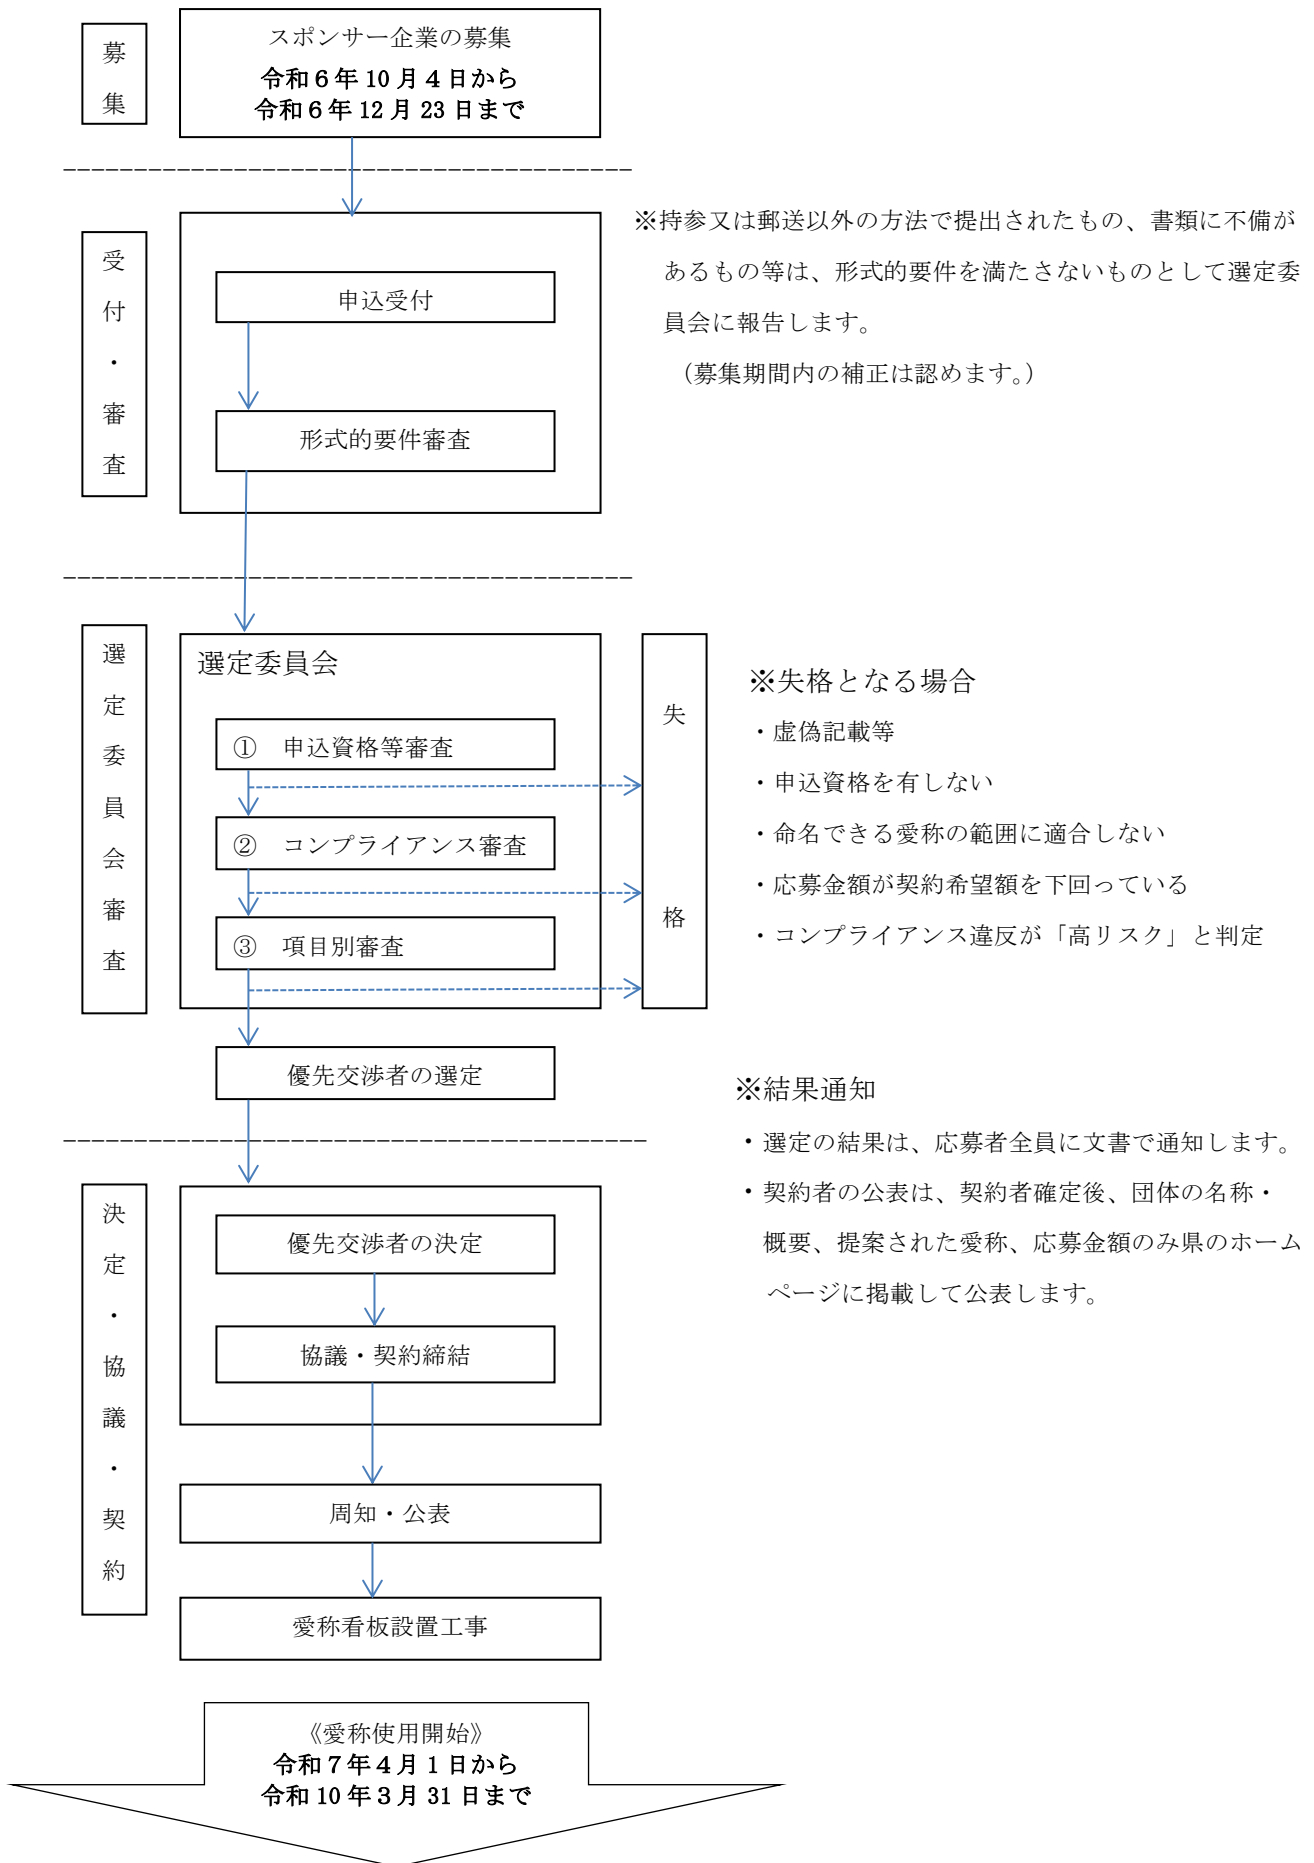 募集
スポンサー企業の募集
令和６年 10 月４日から
令和６年 12 月 23 日まで
受付・審査
申込受付
形式的要件審査
※持参又は郵送以外の方法で提出されたもの、書類に不備が
あるもの等は、形式的要件を満たさないものとして選定委
員会に報告します。
（募集期間内の補正は認めます。）
選定委員会審査
選定委員会
① 申込資格等審査
② コンプライアンス審査
③ 項目別審査
失格
※失格となる場合
・虚偽記載等
・申込資格を有しない
・命名できる愛称の範囲に適合しない
・応募金額が契約希望額を下回っている
・コンプライアンス違反が「高リスク」と判定
優先交渉者の選定
※結果通知
・選定の結果は、応募者全員に文書で通知します。
・契約者の公表は、契約者確定後、団体の名称・
概要、提案された愛称、応募金額のみ県のホーム
ページに掲載して公表します。
決定・協議・契約
優先交渉者の決定
協議・契約締結
周知・公表
愛称看板設置工事
《愛称使用開始》
令和７年４月１日から
令和 10 年３月 31 日まで